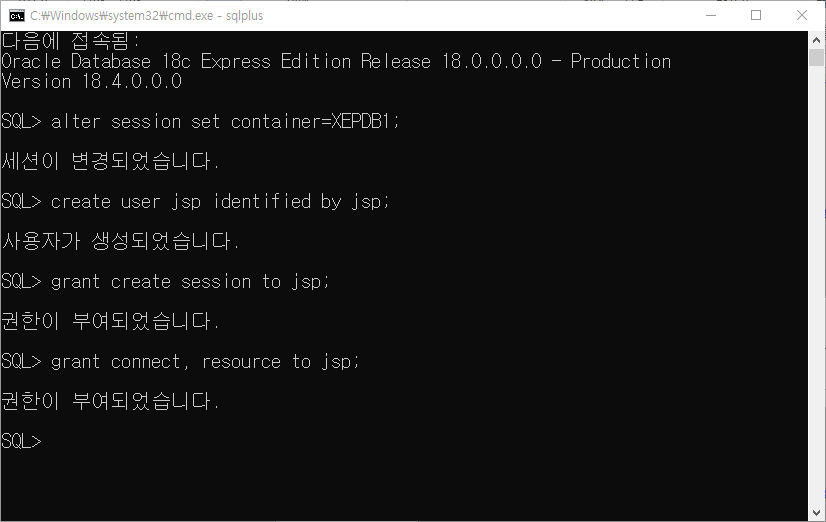 C:₩Windows₩system32₩cmd.exe - sqlplus
다음에 접속됨:
Oracle Database 18c Express Edition Release 18.0.0.0.0 - Production
Version 18.4.0.0.0
SQL> alter session set container=XEPDB1;
세션이 변경되었습니다.
SQL> create user jsp identified by jsp;
사용자가 생성되었습니다.
SQL> grant create session to jsp;
권한이 부여되었습니다.
SQL> grant connect, resource to jsp;
권한이 부여되었습니다.
SQL>